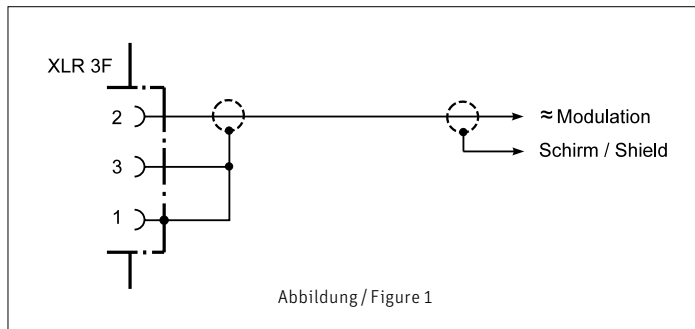 XLR 3F
2
≈ Modulation
Schirm / Shield
3
1
Abbildung / Figure 1